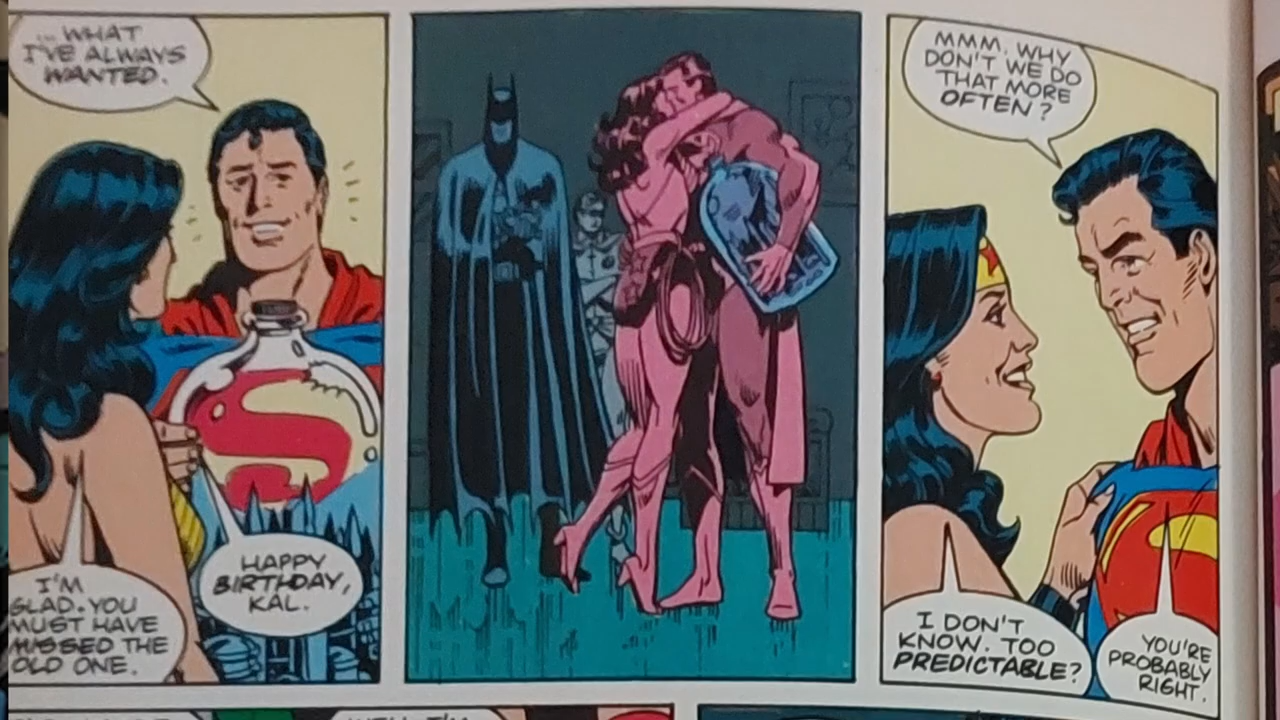 ...WHAT
I'VE ALWAYS
WANTED.
I'M
GLAD. YOU
MUST HAVE
MISSED THE
OLD ONE.
HAPPY
BIRTHDAY,
KAL.
MMM. WHY
DON'T WE DO
THAT MORE
OFTEN?
I DON'T
KNOW. TOO
PREDICTABLE?
YOU'RE
PROBABLY
RIGHT.